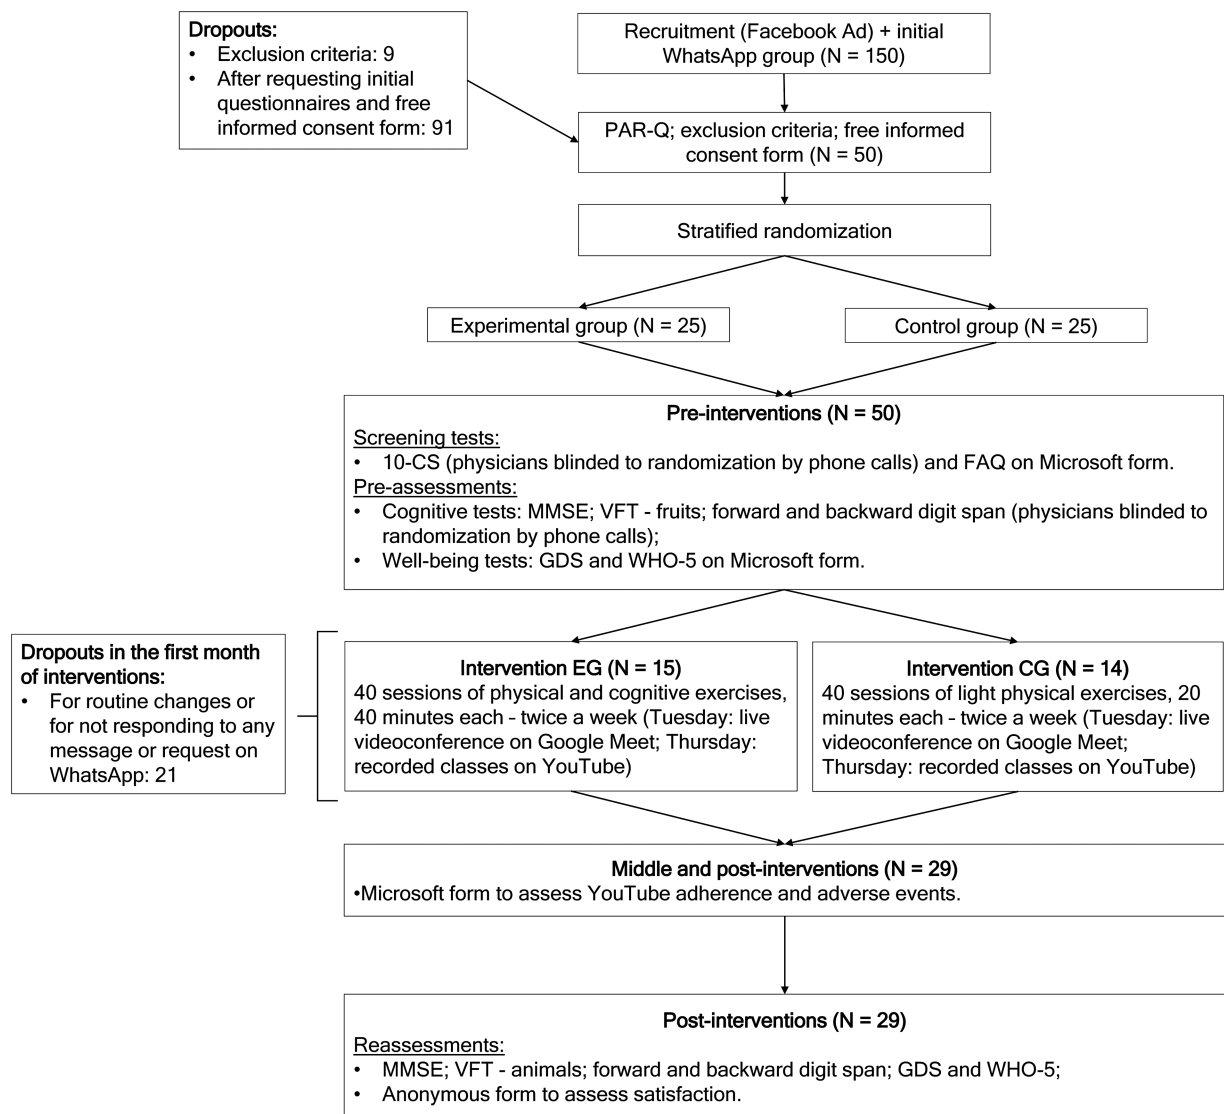 Dropouts:
• Exclusion criteria: 9
• After requesting initial
questionnaires and free
informed consent form: 91
Recruitment (Facebook Ad) + initial
WhatsApp group (N = 150)
PAR-Q; exclusion criteria; free informed
consent form (N = 50)
Stratified randomization
Experimental group (N = 25)
Control group (N = 25)
Pre-interventions (N = 50)
Screening tests:
• 10-CS (physicians blinded to randomization by phone calls) and FAQ on Microsoft form.
Pre-assessments:
• Cognitive tests: MMSE; VFT - fruits; forward and backward digit span (physicians blinded to
randomization by phone calls);
• Well-being tests: GDS and WHO-5 on Microsoft form.
Dropouts in the first month
of interventions:
• For routine changes or
for not responding to any
message or request on
WhatsApp: 21
Intervention EG (N = 15)
40 sessions of physical and cognitive exercises,
40 minutes each - twice a week (Tuesday: live
videoconference on Google Meet; Thursday:
recorded classes on YouTube)
Intervention CG (N = 14)
40 sessions of light physical exercises, 20
minutes each - twice a week (Tuesday: live
videoconference on Google Meet;
Thursday: recorded classes on YouTube)
Middle and post-interventions (N = 29)
•Microsoft form to assess YouTube adherence and adverse events.
Post-interventions (N = 29)
Reassessments:
• MMSE; VFT - animals; forward and backward digit span; GDS and WHO-5;
• Anonymous form to assess satisfaction.